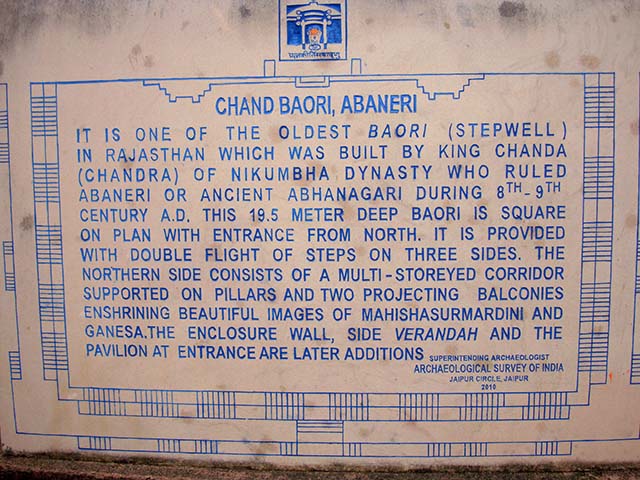 CHAND BAORI, ABANERI
IT IS ONE OF THE OLDEST BAORI (STEPWELL)
IN RAJASTHAN WHICH WAS BUILT BY KING CHANDA
(CHANDRA) OF NIKUMBHA DYNASTY WHO RULED
ABANERI OR ANCIENT ABHANAGARI DURING 8TH-9TH
CENTURY A.D. THIS 19.5 METER DEEP BAORI IS SQUARE
ON PLAN WITH ENTRANCE FROM NORTH. IT IS PROVIDED
WITH DOUBLE FLIGHT OF STEPS ON THREE SIDES. THE
NORTHERN SIDE CONSISTS OF A MULTI-STOREYED CORRIDOR
SUPPORTED ON PILLARS AND TWO PROJECTING BALCONIES
ENSHRINING BEAUTIFUL IMAGES OF MAHISHASURMARDINI AND
GANESA.THE ENCLOSURE WALL, SIDE VERANDAH AND THE
PAVILION AT ENTRANCE ARE LATER ADDITIONS
SUPERINTENDING ARCHAEOLOGIST
ARCHAEOLOGICAL SURVEY OF INDIA
JAIPUR CIRCLE, JAIPUR
2010